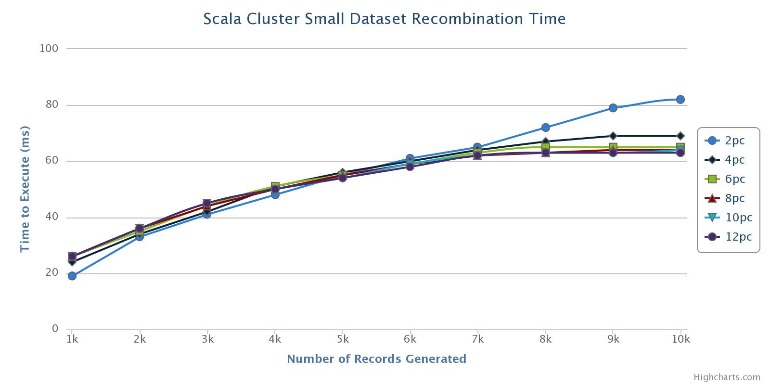 Scala Cluster Small Dataset Recombination Time
100
80
60
40
20
0
Time to Execute (ms)
1k 2k 3k 4k 5k 6k 7k 8k 9k 10k
Number of Records Generated
2pc
4pc
6pc
8pc
10pc
12pc
Highcharts.com